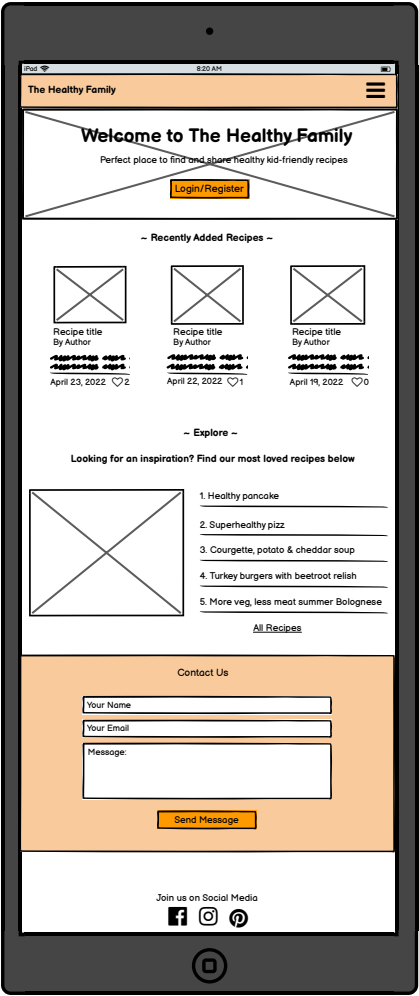 iPad 8:20 AM
The Healthy Family
Welcome to The Healthy Family
Perfect place to find and share healthy kid-friendly recipes
Login/Register
~ Recently Added Recipes ~
Recipe title Recipe title Recipe title
By Author By Author By Author
April 23, 2022 2 April 22, 2022 1 April 19, 2022 0
~ Explore ~
Looking for an inspiration? Find our most loved recipes below
1. Healthy pancake
2. Superhealthy pizz
3. Courgette, potato & cheddar soup
4. Turkey burgers with beetroot relish
5. More veg, less meat summer Bolognese
All Recipes
Contact Us
Your Name
Your Email
Message:
Send Message
Join us on Social Media